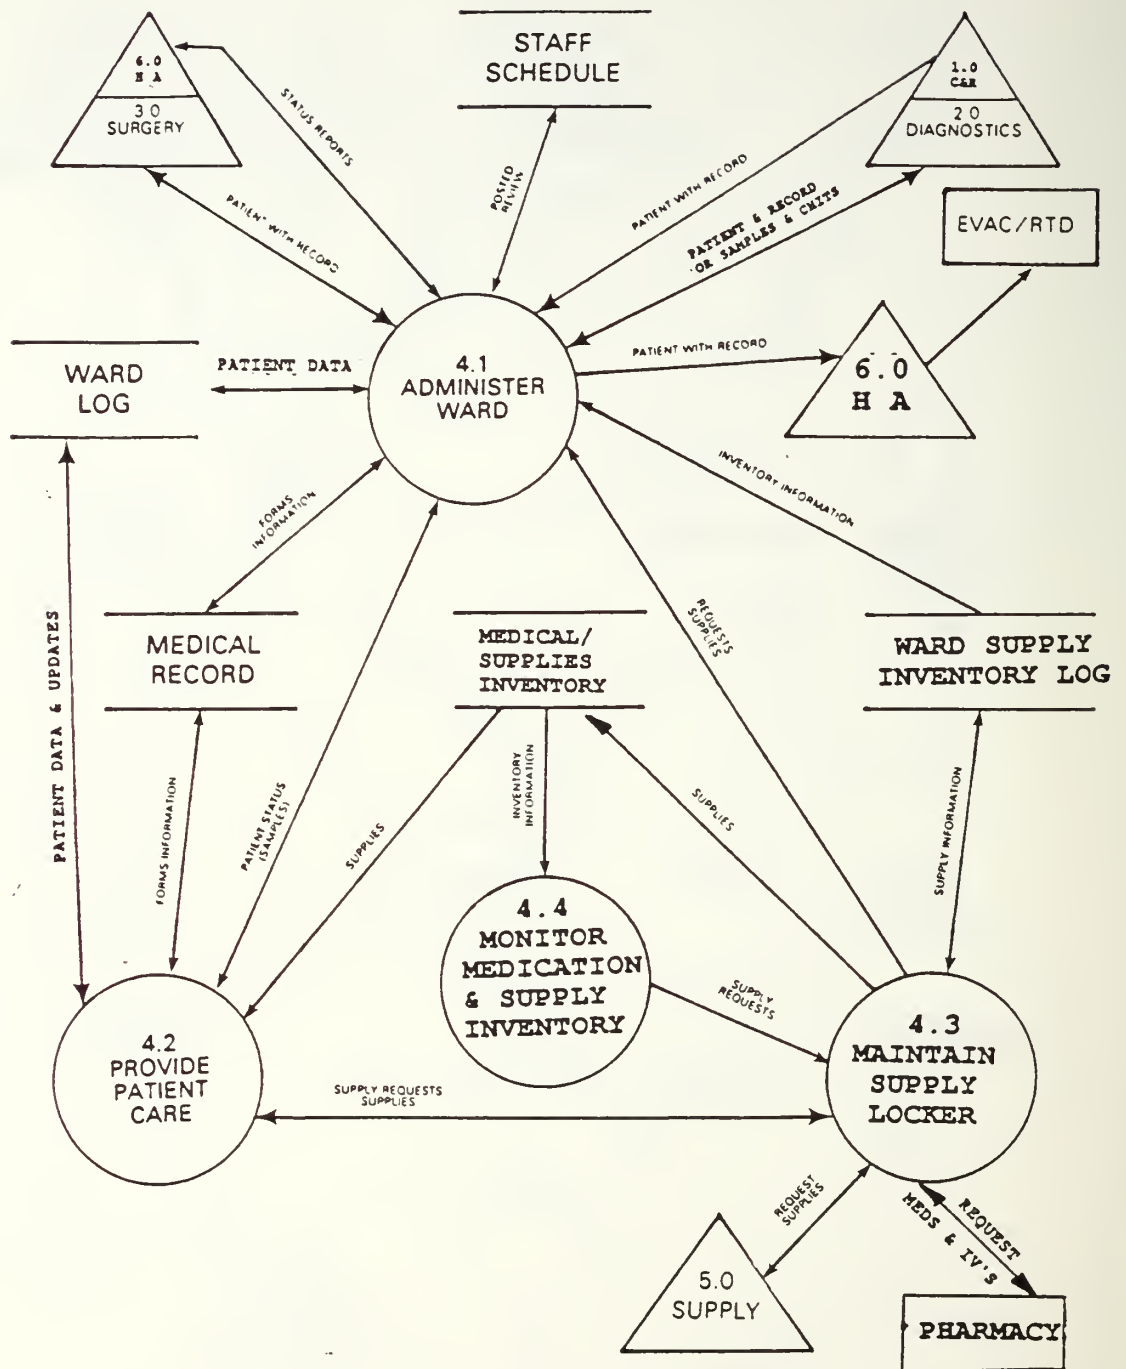 6.0
H A
3.0
SURGERY
STAFF
SCHEDULE
1.0
C&R
2.0
DIAGNOSTICS
STATUS REPORTS
POSTED
REVIEW
PATIENT WITH RECORD
PATIENT & RECORD
OR SAMPLES & CHITS
PATIENT WITH RECORD
EVAC/RTD
WARD
LOG
PATIENT DATA
4.1
ADMINISTER
WARD
PATIENT WITH RECORD
6.0
H A
FORMS
INFORMATION
INVENTORY INFORMATION
REQUESTS
SUPPLIES
PATIENT DATA & UPDATES
MEDICAL
RECORD
MEDICAL/
SUPPLIES
INVENTORY
WARD SUPPLY
INVENTORY LOG
FORMS INFORMATION
PATIENT STATUS
(SAMPLES)
SUPPLIES
INVENTORY
INFORMATION
SUPPLIES
SUPPLY INFORMATION
4.4
MONITOR
MEDICATION
& SUPPLY
INVENTORY
SUPPLY
REQUESTS
4.2
PROVIDE
PATIENT
CARE
4.3
MAINTAIN
SUPPLY
LOCKER
SUPPLY REQUESTS
SUPPLIES
REQUEST
SUPPLIES
REQUEST
MEDS & IV'S
5.0
SUPPLY
PHARMACY